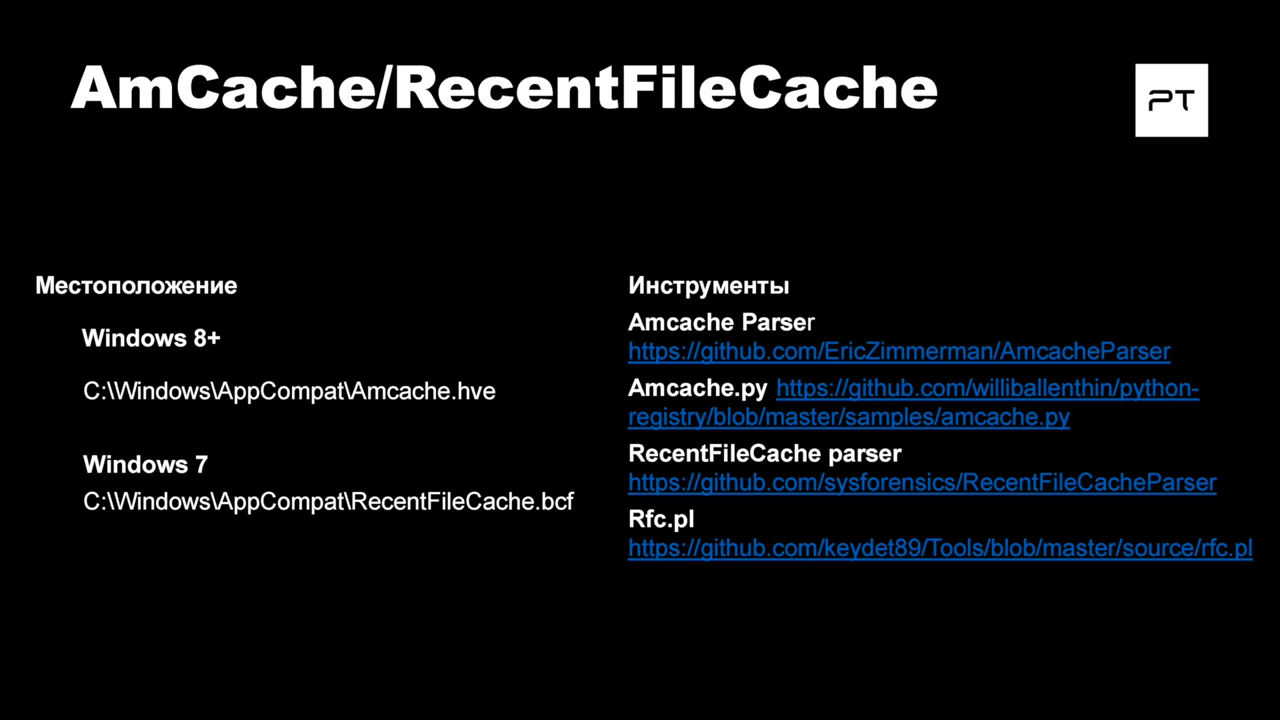 AmCache/RecentFileCache
PT
Местоположение
Windows 8+
C:\Windows\AppCompat\Amcache.hve
Windows 7
C:\Windows\AppCompat\RecentFileCache.bcf
Инструменты
Amcache Parser
https://github.com/EricZimmerman/AmcacheParser
Amcache.py https://github.com/williballenthin/python-
registry/blob/master/samples/amcache.py
RecentFileCache parser
https://github.com/sysforensics/RecentFileCacheParser
Rfc.pl
https://github.com/keydet89/Tools/blob/master/source/rfc.pl